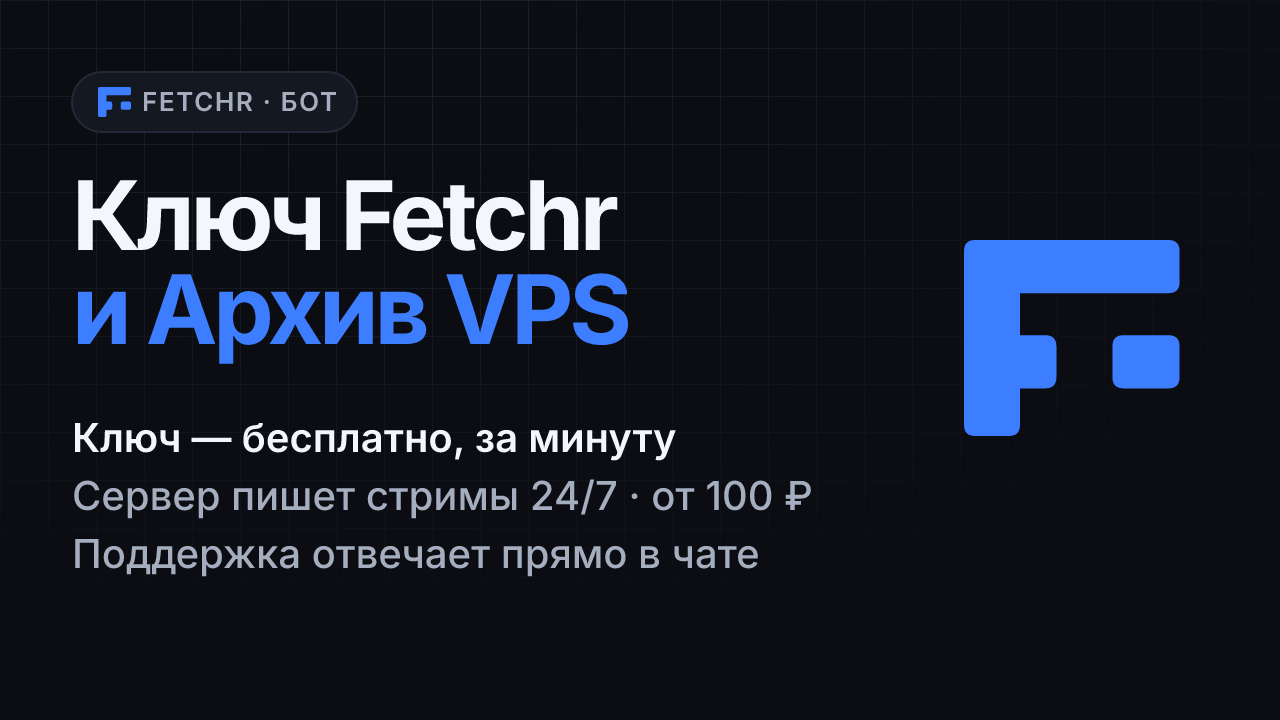 FETCHR · БОТ
Ключ Fetchr
и Архив VPS
Ключ — бесплатно, за минуту
Сервер пишет стримы 24/7 · от 100 ₽
Поддержка отвечает прямо в чате